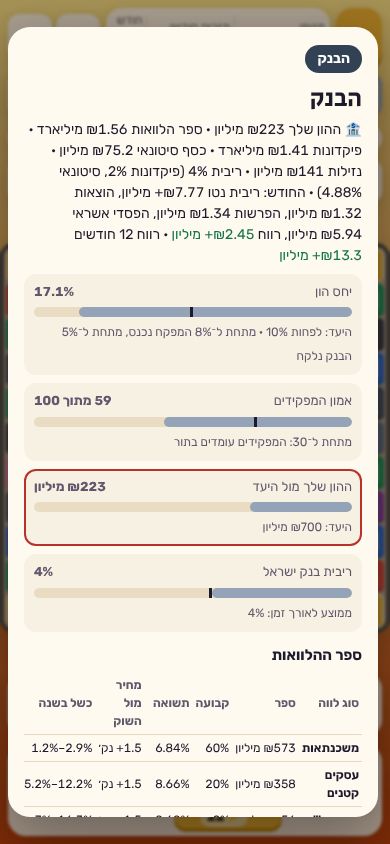 הבנק
הבנק
🏦 ההון שלך ₪223 מיליון • ספר הלוואות ₪1.56 מיליארד •
פיקדונות ₪1.41 מיליארד • כסף סיטונאי ₪75.2 מיליון •
נזילות ₪141 מיליון • ריבית 4% (פיקדונות 2%, סיטונאי
4.88%) • החודש: ריבית נטו ₪7.77+ מיליון, הוצאות
₪1.32 מיליון, הפרשות ₪1.34 מיליון, הפסדי אשראי
₪5.94 מיליון, רווח ₪2.45+ מיליון • רווח 12 חודשים
₪13.3+ מיליון
יחס הון 17.1%
היעד: לפחות 10% • מתחת ל־8% המפקח נכנס, מתחת ל־5%
הבנק נלקח
אמון המפקידים 59 מתוך 100
מתחת ל־30: המפקידים עומדים בתור
ההון שלך מול היעד ₪223 מיליון
היעד: ₪700 מיליון
ריבית בנק ישראל 4%
ממוצע לאורך זמן: 4%
ספר ההלוואות
סוג לווה ספר קבועה תשואה מחיר מול השוק כשל בשנה
משכנתאות ₪573 מיליון 60% 6.84% 1.5+ נק׳ 1.2%–2.9%
עסקים קטנים ₪358 מיליון 20% 8.66% 1.5+ נק׳ 5.2%–12.2%